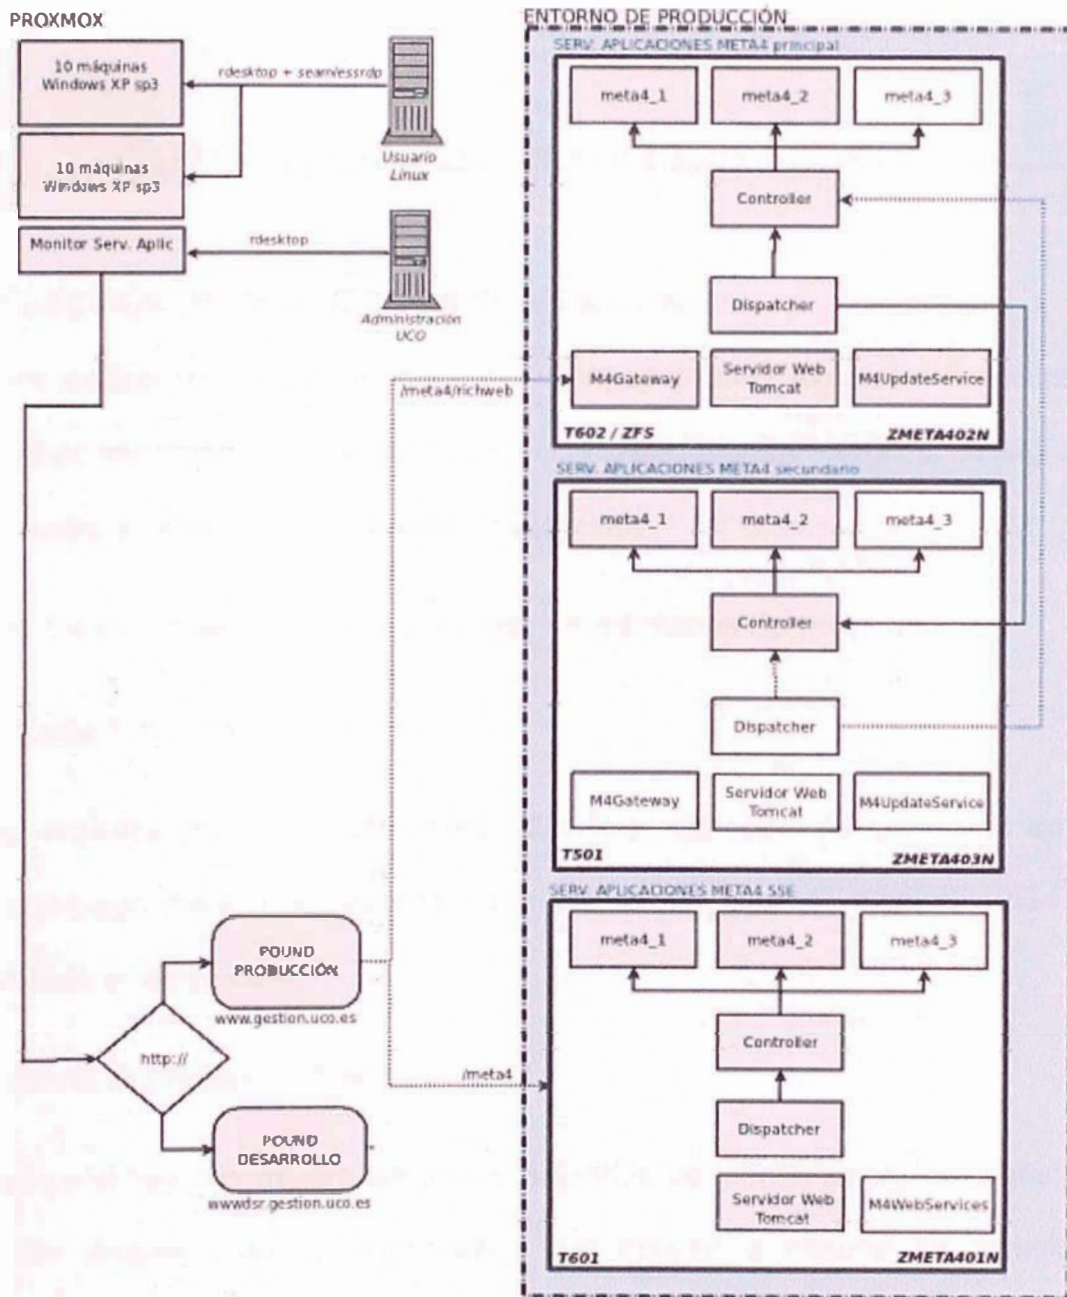 PROXMOX
10 máquinas
Windows XP sp3
10 máquinas
Windows XP sp3
Monitor Serv. Aplic
rdesktop + seamlessrdp
Usuario
Linux
rdesktop
Administración
UCO
/meta4/richweb
http://
POUND
PRODUCCIÓN
www.gestion.uco.es
/meta4
POUND
DESARROLLO
wwwdsr.gestion.uco.es
ENTORNO DE PRODUCCIÓN
SERV. APLICACIONES META4 principal
meta4_1
meta4_2
meta4_3
Controller
Dispatcher
M4Gateway
Servidor Web
Tomcat
M4UpdateService
T602 / ZFS
ZMETA402N
SERV. APLICACIONES META4 secundario
meta4_1
meta4_2
meta4_3
Controller
Dispatcher
M4Gateway
Servidor Web
Tomcat
M4UpdateService
T501
ZMETA403N
SERV. APLICACIONES META4 SSE
meta4_1
meta4_2
meta4_3
Controller
Dispatcher
Servidor Web
Tomcat
M4WebServices
T601
ZMETA401N